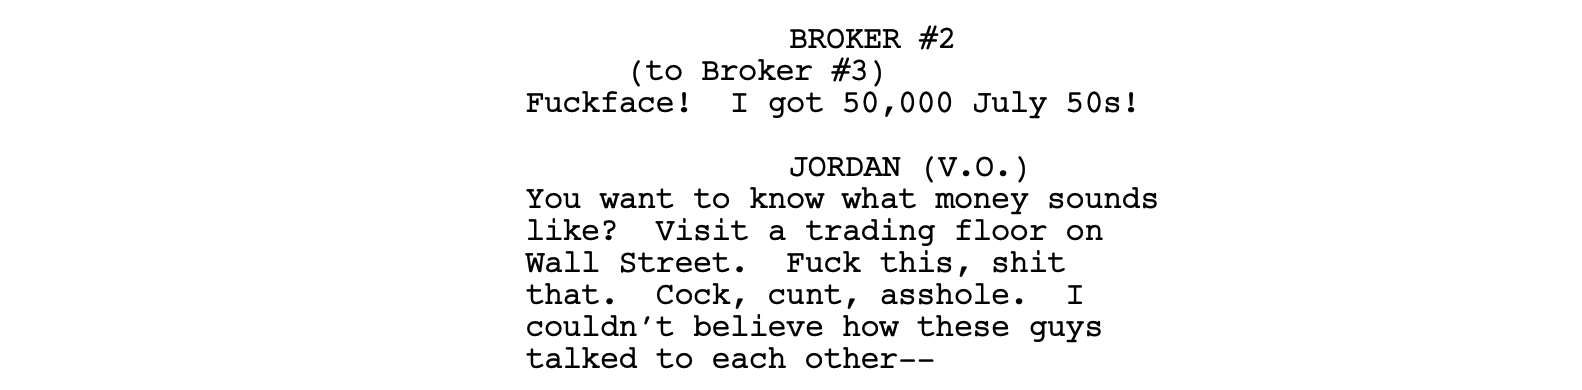 BROKER #2
(to Broker #3)
Fuckface!  I got 50,000 July 50s!
JORDAN (V.O.)
You want to know what money sounds
like?  Visit a trading floor on
Wall Street.  Fuck this, shit
that.  Cock, cunt, asshole.  I
couldn’t believe how these guys
talked to each other--